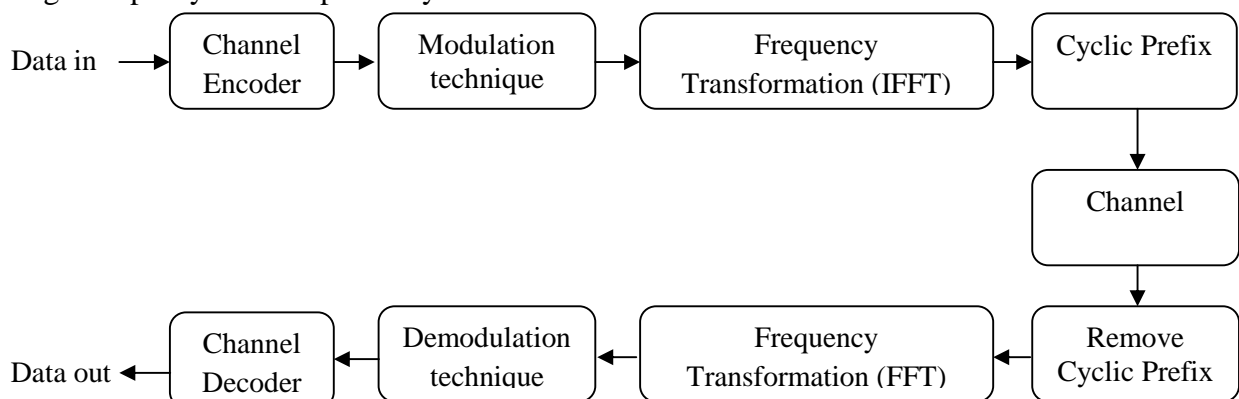 Data in
Channel
Encoder
Modulation
technique
Frequency
Transformation (IFFT)
Cyclic Prefix
Channel
Remove
Cyclic Prefix
Frequency
Transformation (FFT)
Demodulation
technique
Channel
Decoder
Data out